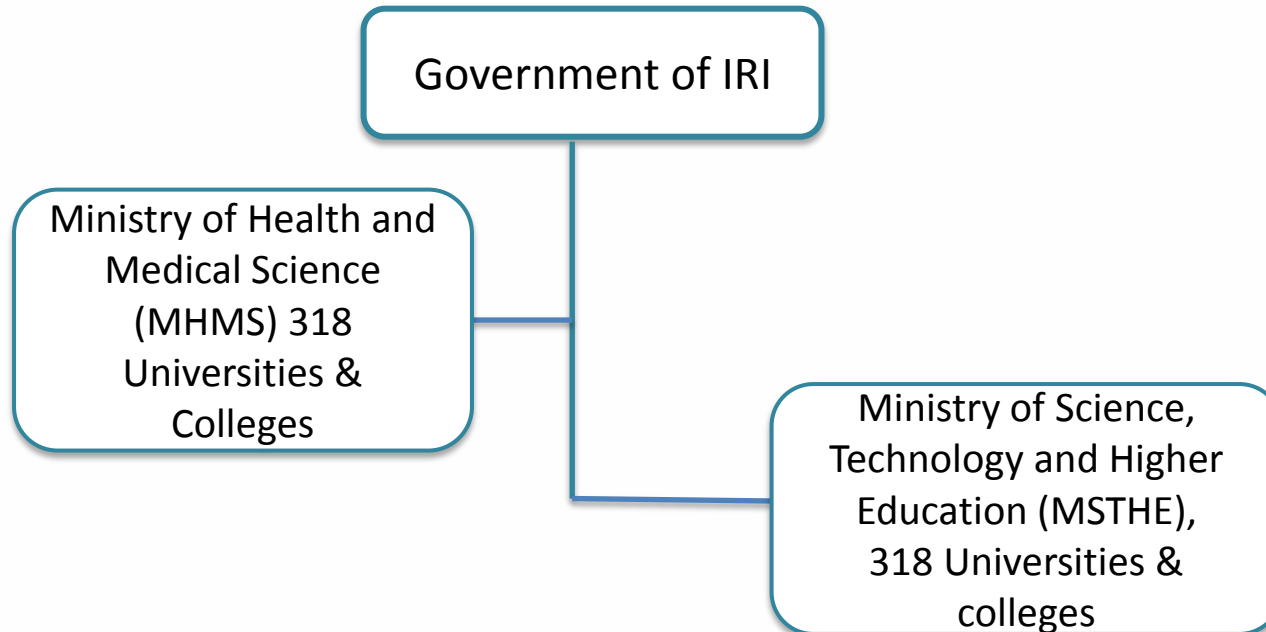 Government of IRI
Ministry of Health and
Medical Science
(MHMS) 318
Universities &
Colleges
Ministry of Science,
Technology and Higher
Education (MSTHE),
318 Universities &
colleges